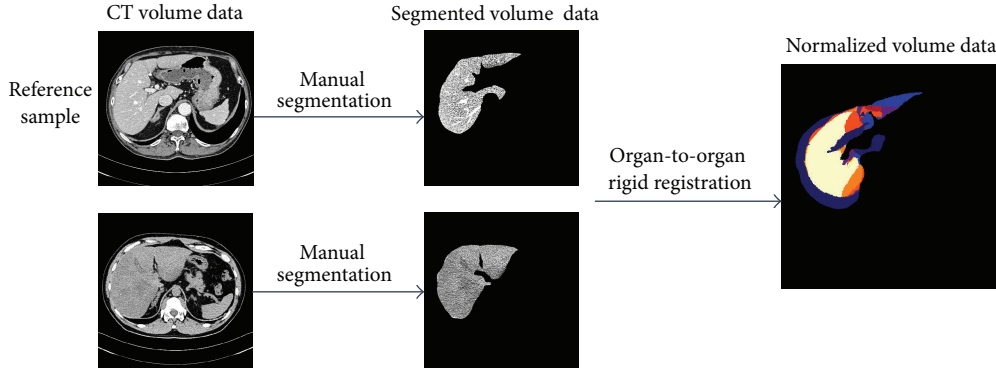 CT volume data
Segmented volume data
Normalized volume data
Reference
sample
Manual
segmentation
Organ-to-organ
rigid registration
Manual
segmentation